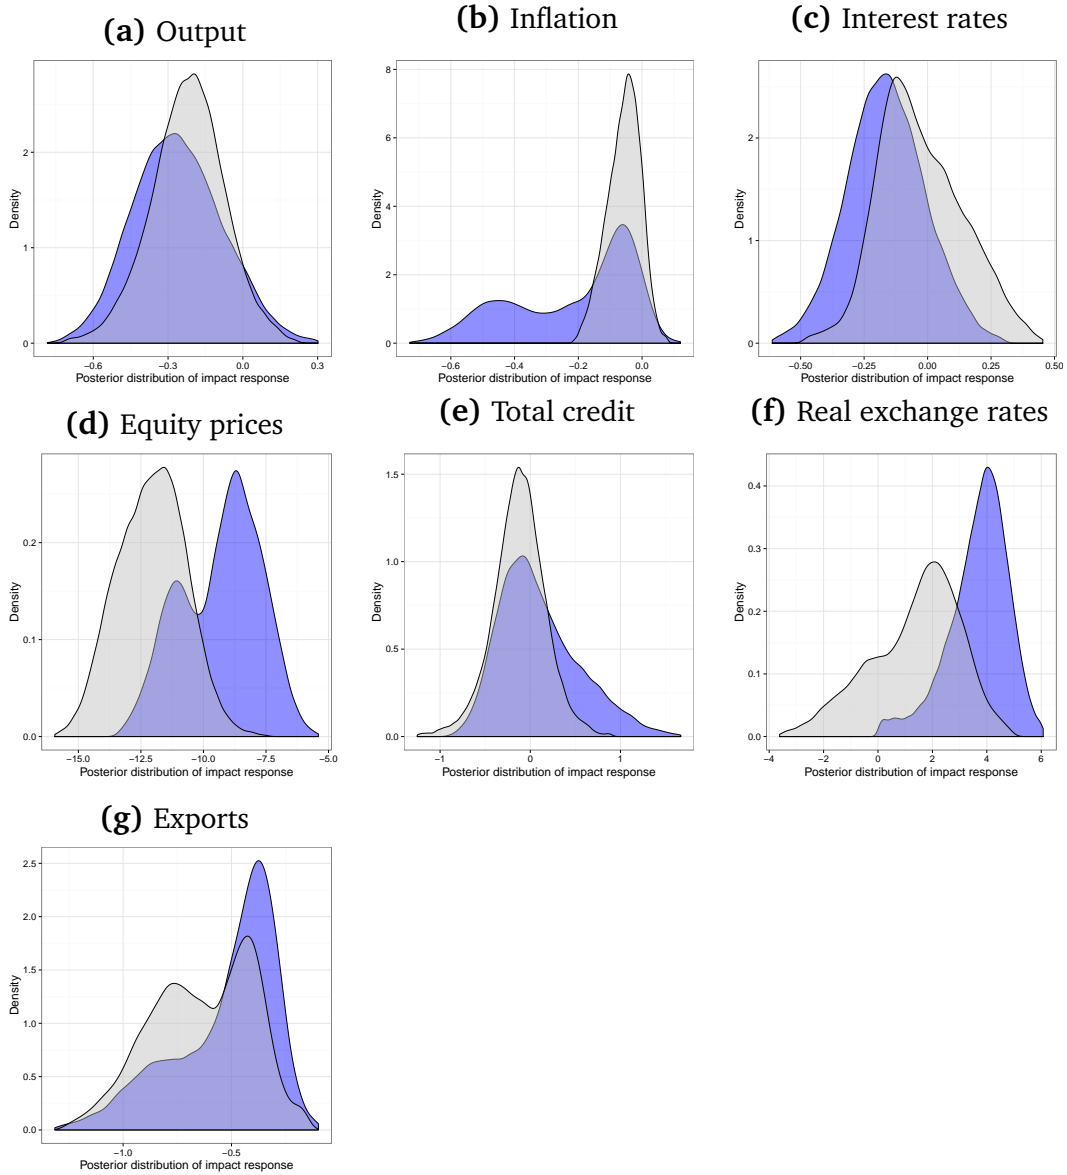 (a) Output
(b) Inflation
(c) Interest rates
Density
2
1
0
−0.6 −0.3 0.0 0.3
Posterior distribution of impact response
Density
8
6
4
2
0
−0.6 −0.4 −0.2 0.0
Posterior distribution of impact response
Density
2
1
0
−0.50 −0.25 0.00 0.25 0.50
Posterior distribution of impact response
(d) Equity prices
(e) Total credit
(f) Real exchange rates
Density
0.2
0.1
0.0
−15.0 −12.5 −10.0 −7.5 −5.0
Posterior distribution of impact response
Density
1.5
1.0
0.5
0.0
−1 0 1
Posterior distribution of impact response
Density
0.4
0.3
0.2
0.1
0.0
−4 −2 0 2 4 6
Posterior distribution of impact response
(g) Exports
Density
2.5
2.0
1.5
1.0
0.5
0.0
−1.0 −0.5
Posterior distribution of impact response